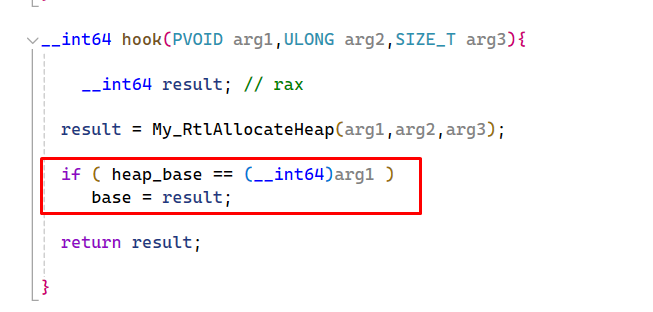 __int64 hook(PVOID arg1,ULONG arg2,SIZE_T arg3){
__int64 result; // rax
result = My_RtlAllocateHeap(arg1,arg2,arg3);
if ( heap_base == (__int64)arg1 )
base = result;
return result;
}